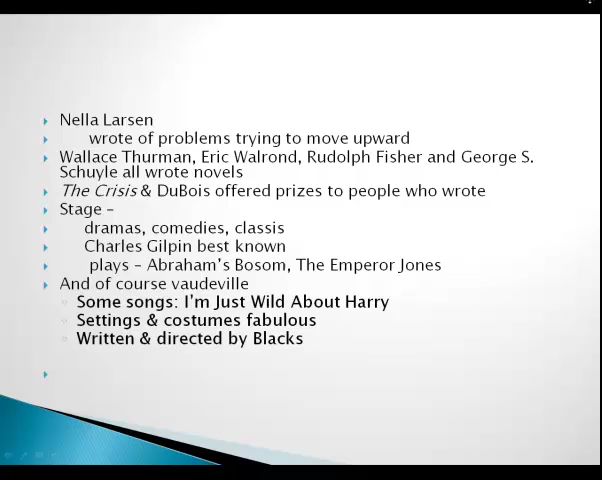 Nella Larsen
wrote of problems trying to move upward
Wallace Thurman, Eric Walrond, Rudolph Fisher and George S.
Schuyle all wrote novels
The Crisis & DuBois offered prizes to people who wrote
Stage –
dramas, comedies, classis
Charles Gilpin best known
plays – Abraham's Bosom, The Emperor Jones
And of course vaudeville
Some songs: I'm Just Wild About Harry
Settings & costumes fabulous
Written & directed by Blacks